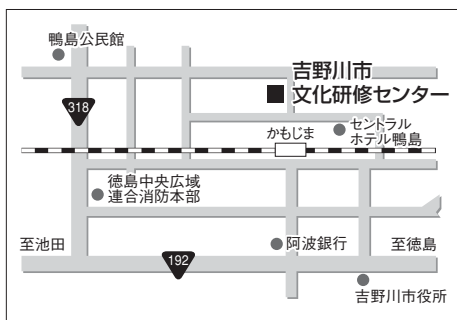 鴨島公民館
吉野川市
文化研修センター
318
かもじま
セントラル
ホテル鴨島
徳島中央広域
連合消防本部
至池田
192
阿波銀行
至徳島
吉野川市役所